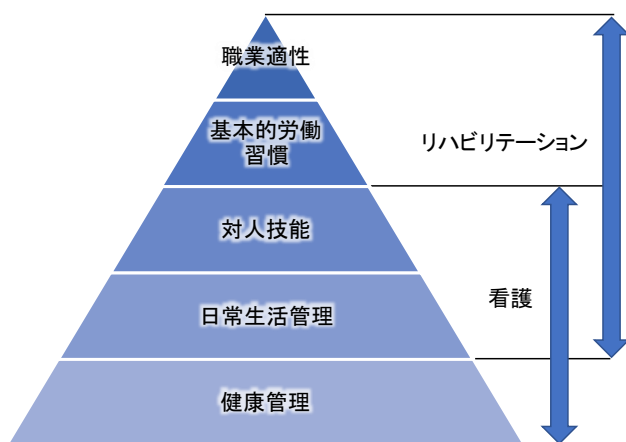 職業適性
基本的労働
習慣
リハビリテーション
対人技能
看護
日常生活管理
健康管理